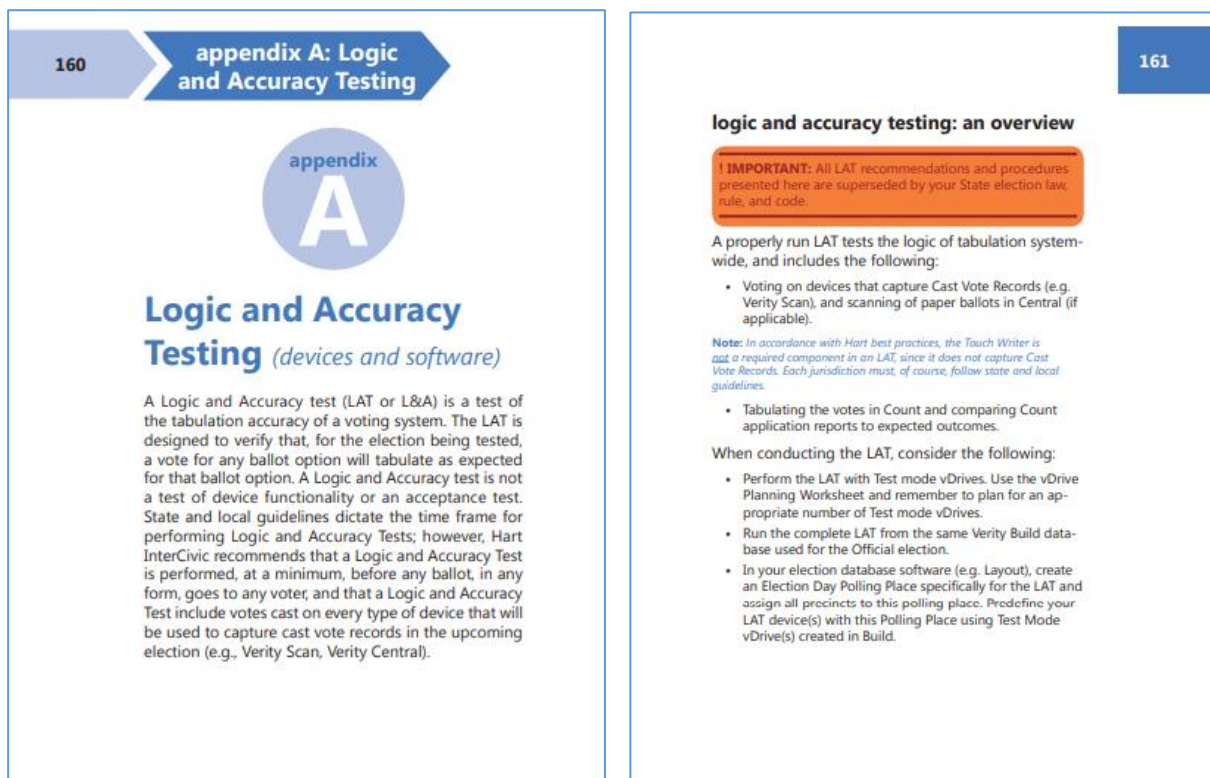 160
appendix A: Logic
and Accuracy Testing
appendix
A
Logic and Accuracy
Testing (devices and software)
A Logic and Accuracy test (LAT or L&A) is a test of
the tabulation accuracy of a voting system. The LAT is
designed to verify that, for the election being tested,
a vote for any ballot option will tabulate as expected
for that ballot option. A Logic and Accuracy test is not
a test of device functionality or an acceptance test.
State and local guidelines dictate the time frame for
performing Logic and Accuracy Tests; however, Hart
InterCivic recommends that a Logic and Accuracy Test
is performed, at a minimum, before any ballot, in any
form, goes to any voter, and that a Logic and Accuracy
Test include votes cast on every type of device that will
be used to capture cast vote records in the upcoming
election (e.g., Verity Scan, Verity Central).
161
logic and accuracy testing: an overview
! IMPORTANT: All LAT recommendations and procedures
presented here are superseded by your State election law,
rule, and code.
A properly run LAT tests the logic of tabulation system-
wide, and includes the following:
• Voting on devices that capture Cast Vote Records (e.g.
Verity Scan), and scanning of paper ballots in Central (if
applicable).
Note: In accordance with Hart best practices, the Touch Writer is
not a required component in an LAT, since it does not capture Cast
Vote Records. Each jurisdiction must, of course, follow state and local
guidelines.
• Tabulating the votes in Count and comparing Count
application reports to expected outcomes.
When conducting the LAT, consider the following:
• Perform the LAT with Test mode vDrives. Use the vDrive
Planning Worksheet and remember to plan for an ap-
propriate number of Test mode vDrives.
• Run the complete LAT from the same Verity Build data-
base used for the Official election.
• In your election database software (e.g. Layout), create
an Election Day Polling Place specifically for the LAT and
assign all precincts to this polling place. Predefine your
LAT device(s) with this Polling Place using Test Mode
vDrive(s) created in Build.